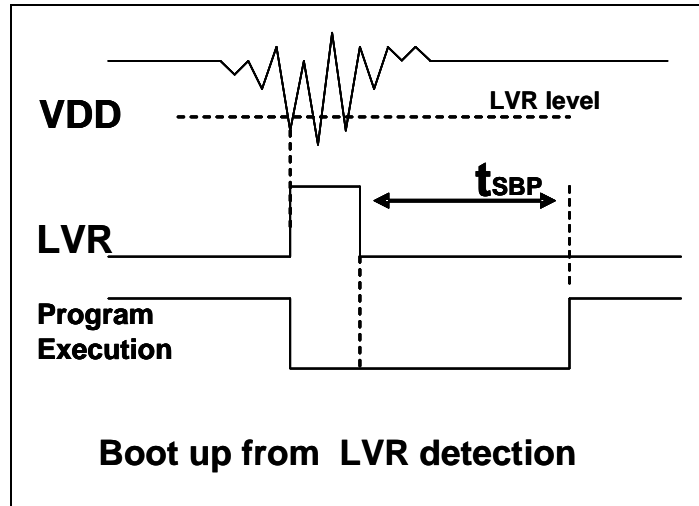 LVR level
VDD
tSBP
LVR
Program
Execution
Boot up from LVR detection